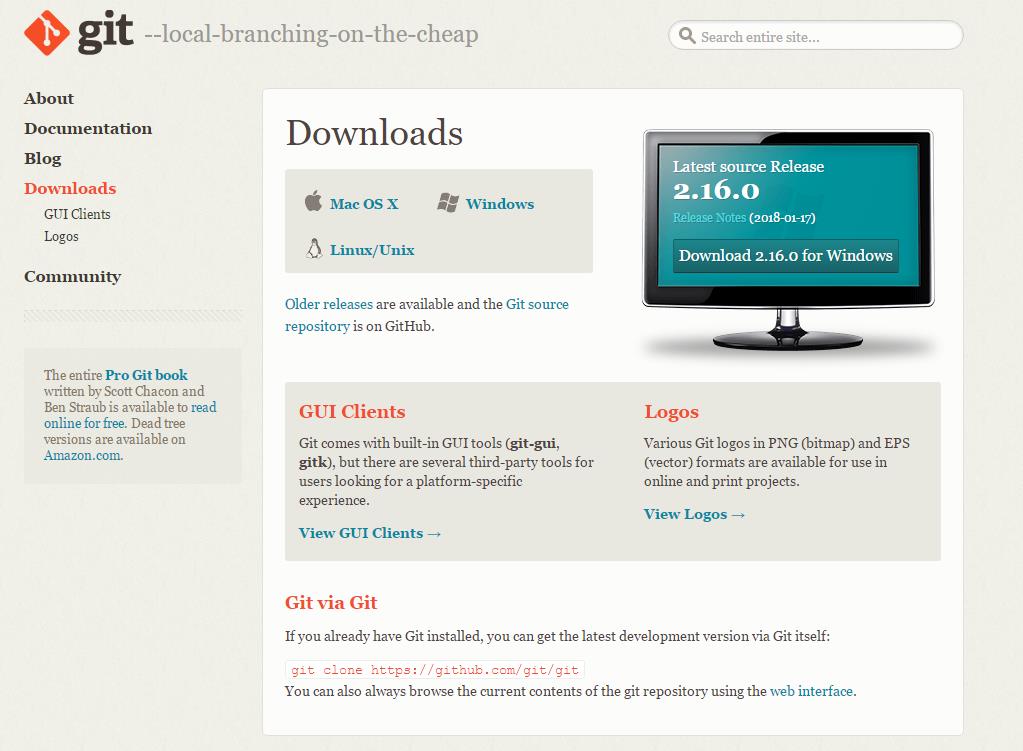 git --local-branching-on-the-cheap
Search entire site...
About
Documentation
Blog
Downloads
GUI Clients
Logos
Community
The entire Pro Git book
written by Scott Chacon and
Ben Straub is available to read
online for free. Dead tree
versions are available on
Amazon.com.
Downloads
Mac OS X
Windows
Linux/Unix
Older releases are available and the Git source
repository is on GitHub.
Latest source Release
2.16.0
Release Notes (2018-01-17)
Download 2.16.0 for Windows
GUI Clients
Git comes with built-in GUI tools (git-gui,
gitk), but there are several third-party tools for
users looking for a platform-specific
experience.
View GUI Clients →
Logos
Various Git logos in PNG (bitmap) and EPS
(vector) formats are available for use in
online and print projects.
View Logos →
Git via Git
If you already have Git installed, you can get the latest development version via Git itself:
git clone https://github.com/git/git
You can also always browse the current contents of the git repository using the web interface.